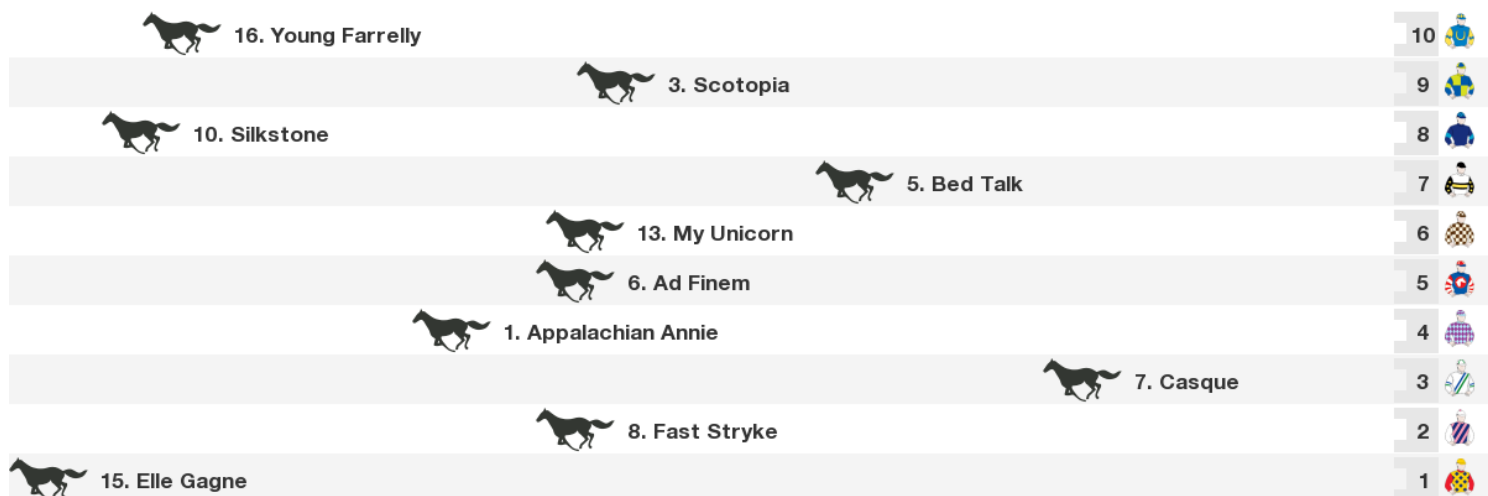 16. Young Farrelly 10
3. Scotopia 9
10. Silkstone 8
5. Bed Talk 7
13. My Unicorn 6
6. Ad Finem 5
1. Appalachian Annie 4
7. Casque 3
8. Fast Stryke 2
15. Elle Gagne 1